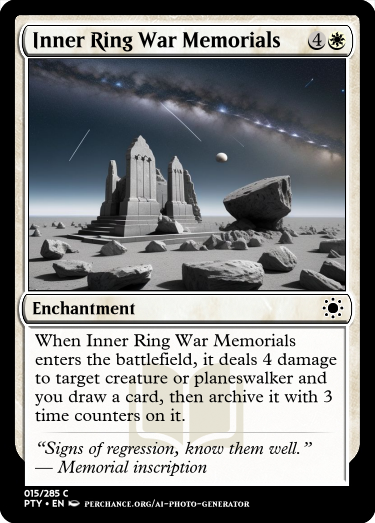 Inner Ring War Memorials 4
Enchantment
When Inner Ring War Memorials
enters the battlefield, it deals 4 damage
to target creature or planeswalker and
you draw a card, then archive it with 3
time counters on it.
“Signs of regression, know them well.”
— Memorial inscription
015/285 C
PTY • EN PERCHANCE.ORG/AI-PHOTO-GENERATOR